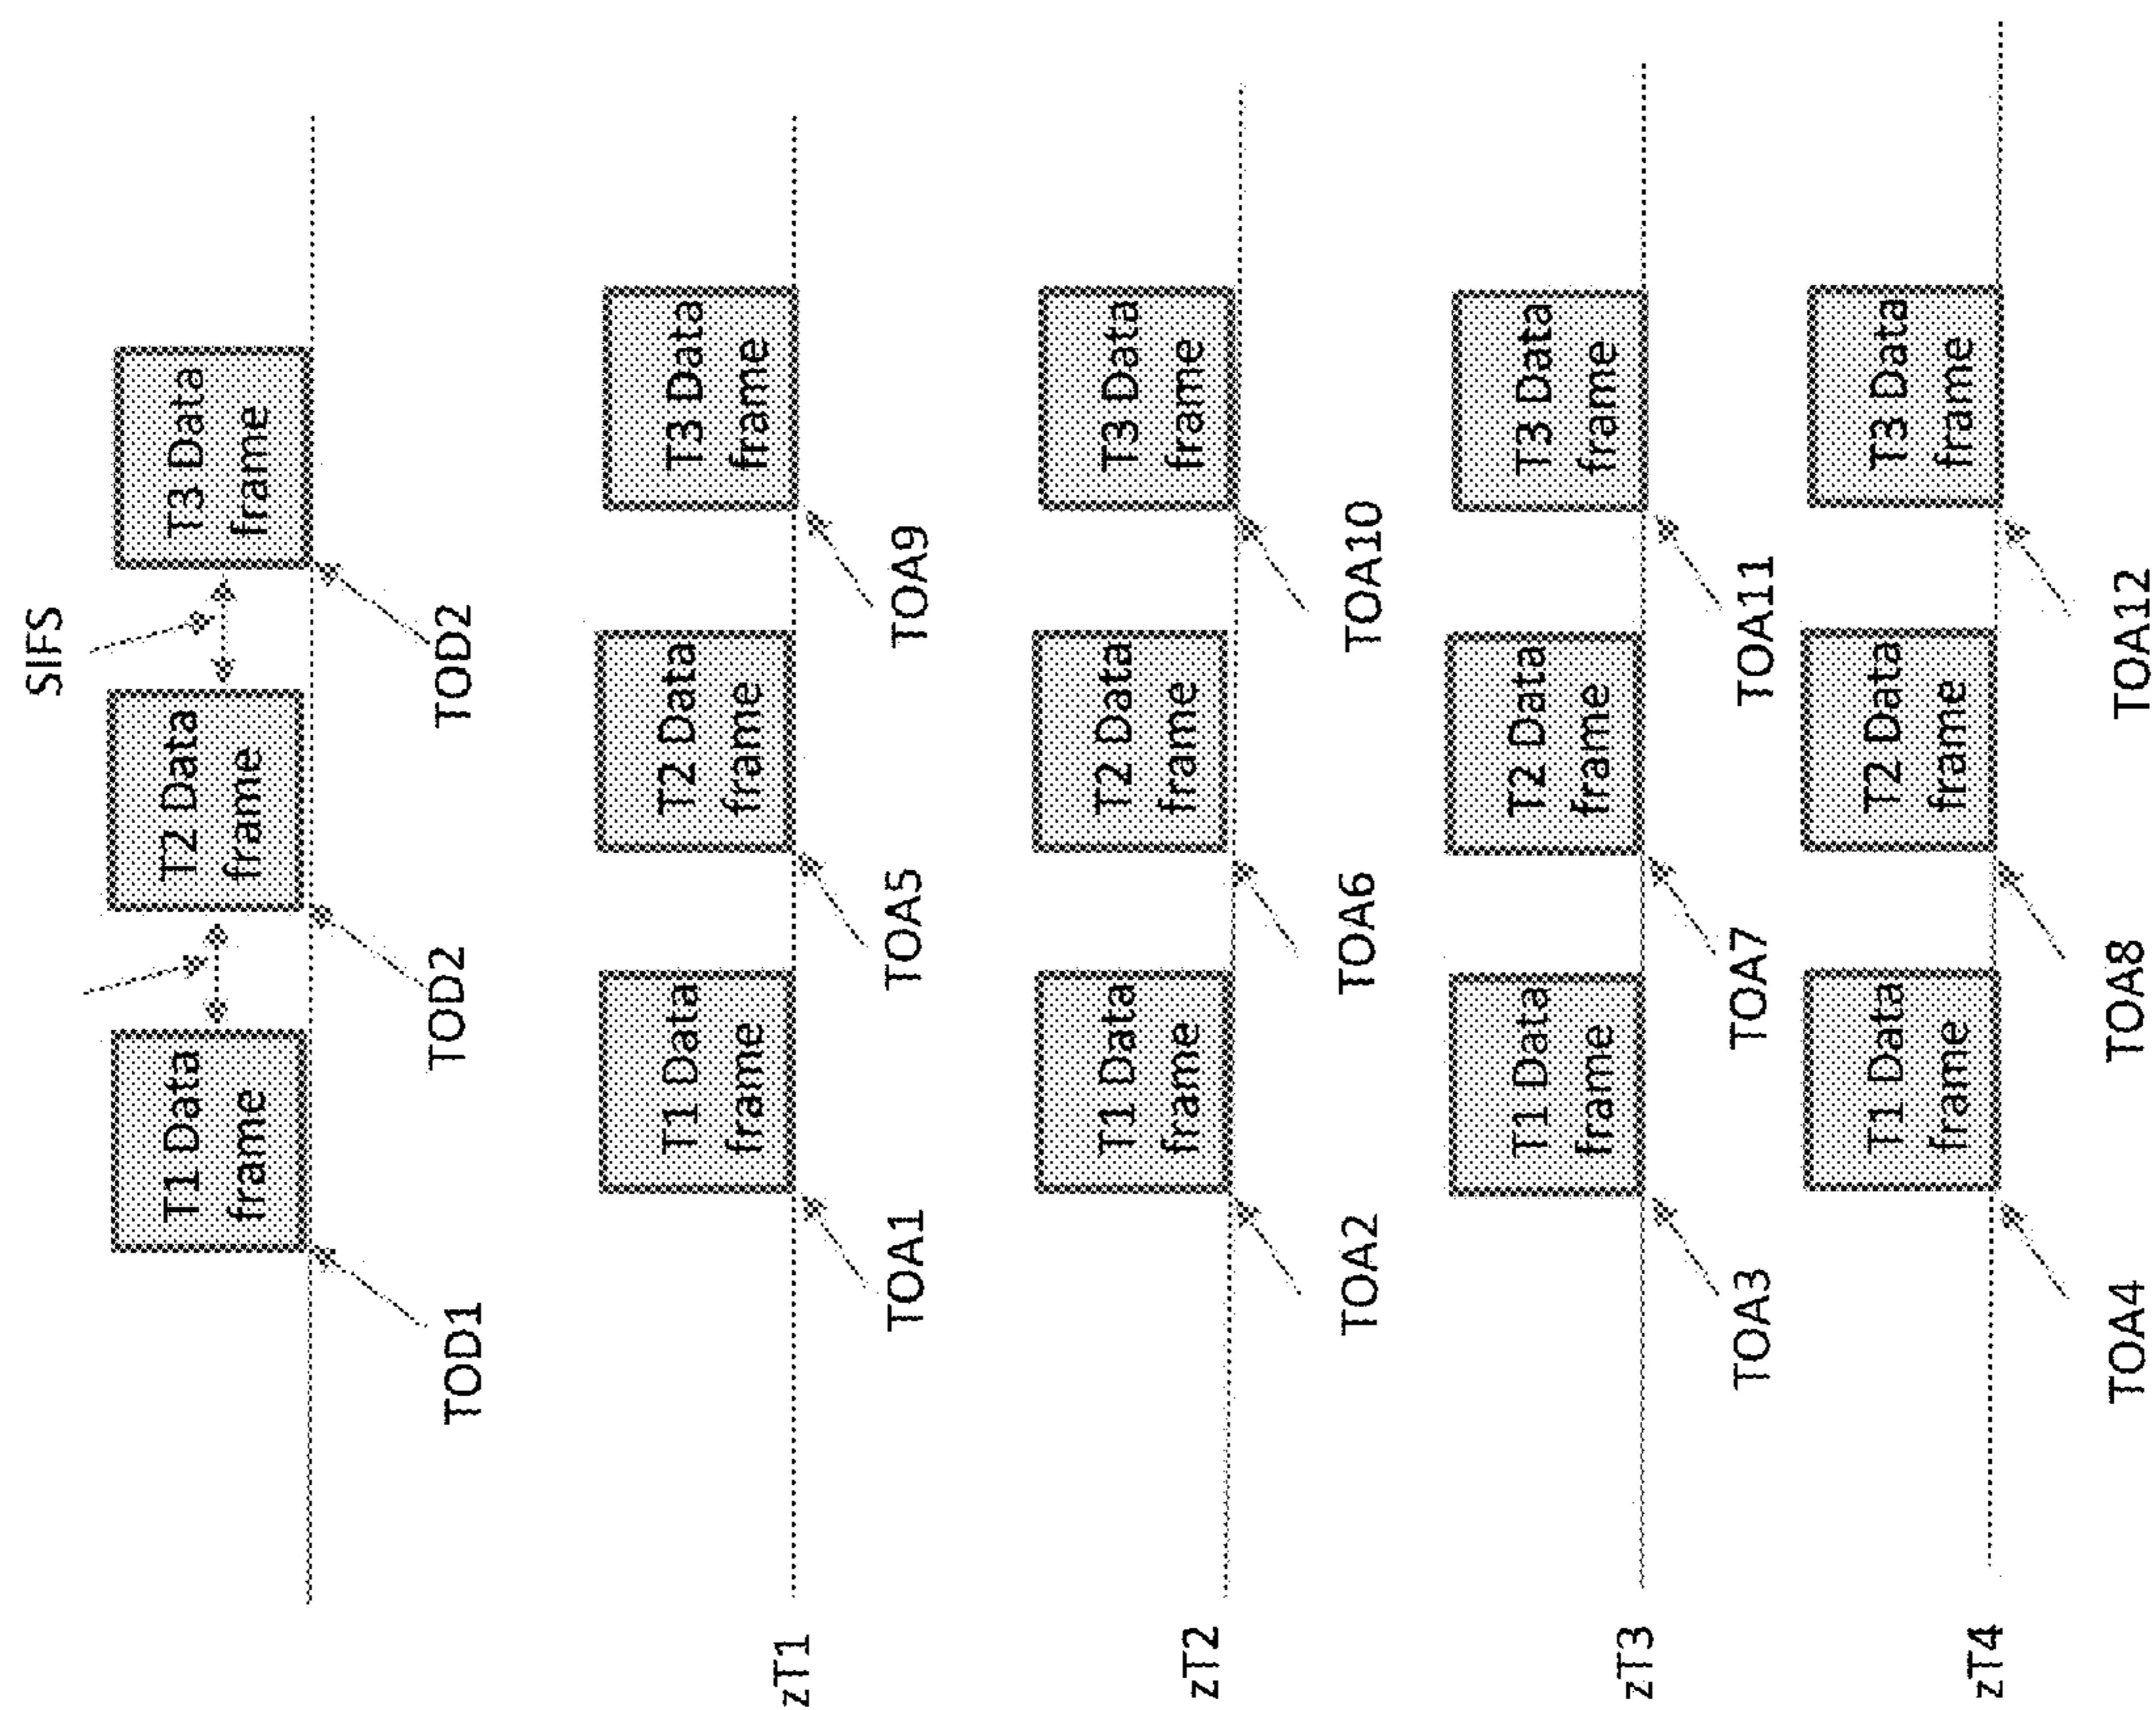 SIFS
T1 Data
frame
T2 Data
frame
T3 Data
frame
TOD1
TOD2
TOD2
zT1
T1 Data
frame
T2 Data
frame
T3 Data
frame
TOA1
TOA5
TOA9
zT2
T1 Data
frame
T2 Data
frame
T3 Data
frame
TOA2
TOA6
TOA10
zT3
T1 Data
frame
T2 Data
frame
T3 Data
frame
TOA3
TOA7
TOA11
zT4
T1 Data
frame
T2 Data
frame
T3 Data
frame
TOA4
TOA8
TOA12